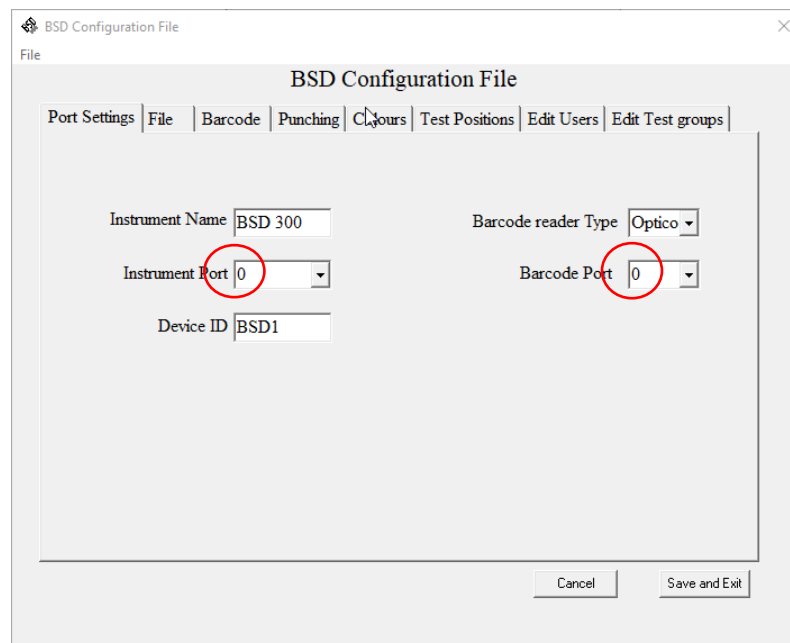 BSD Configuration File
File
BSD Configuration File
Port Settings File Barcode Punching Colours Test Positions Edit Users Edit Test groups
Instrument Name BSD 300 Barcode reader Type Optico
Instrument Port 0 Barcode Port 0
Device ID BSD1
Cancel Save and Exit